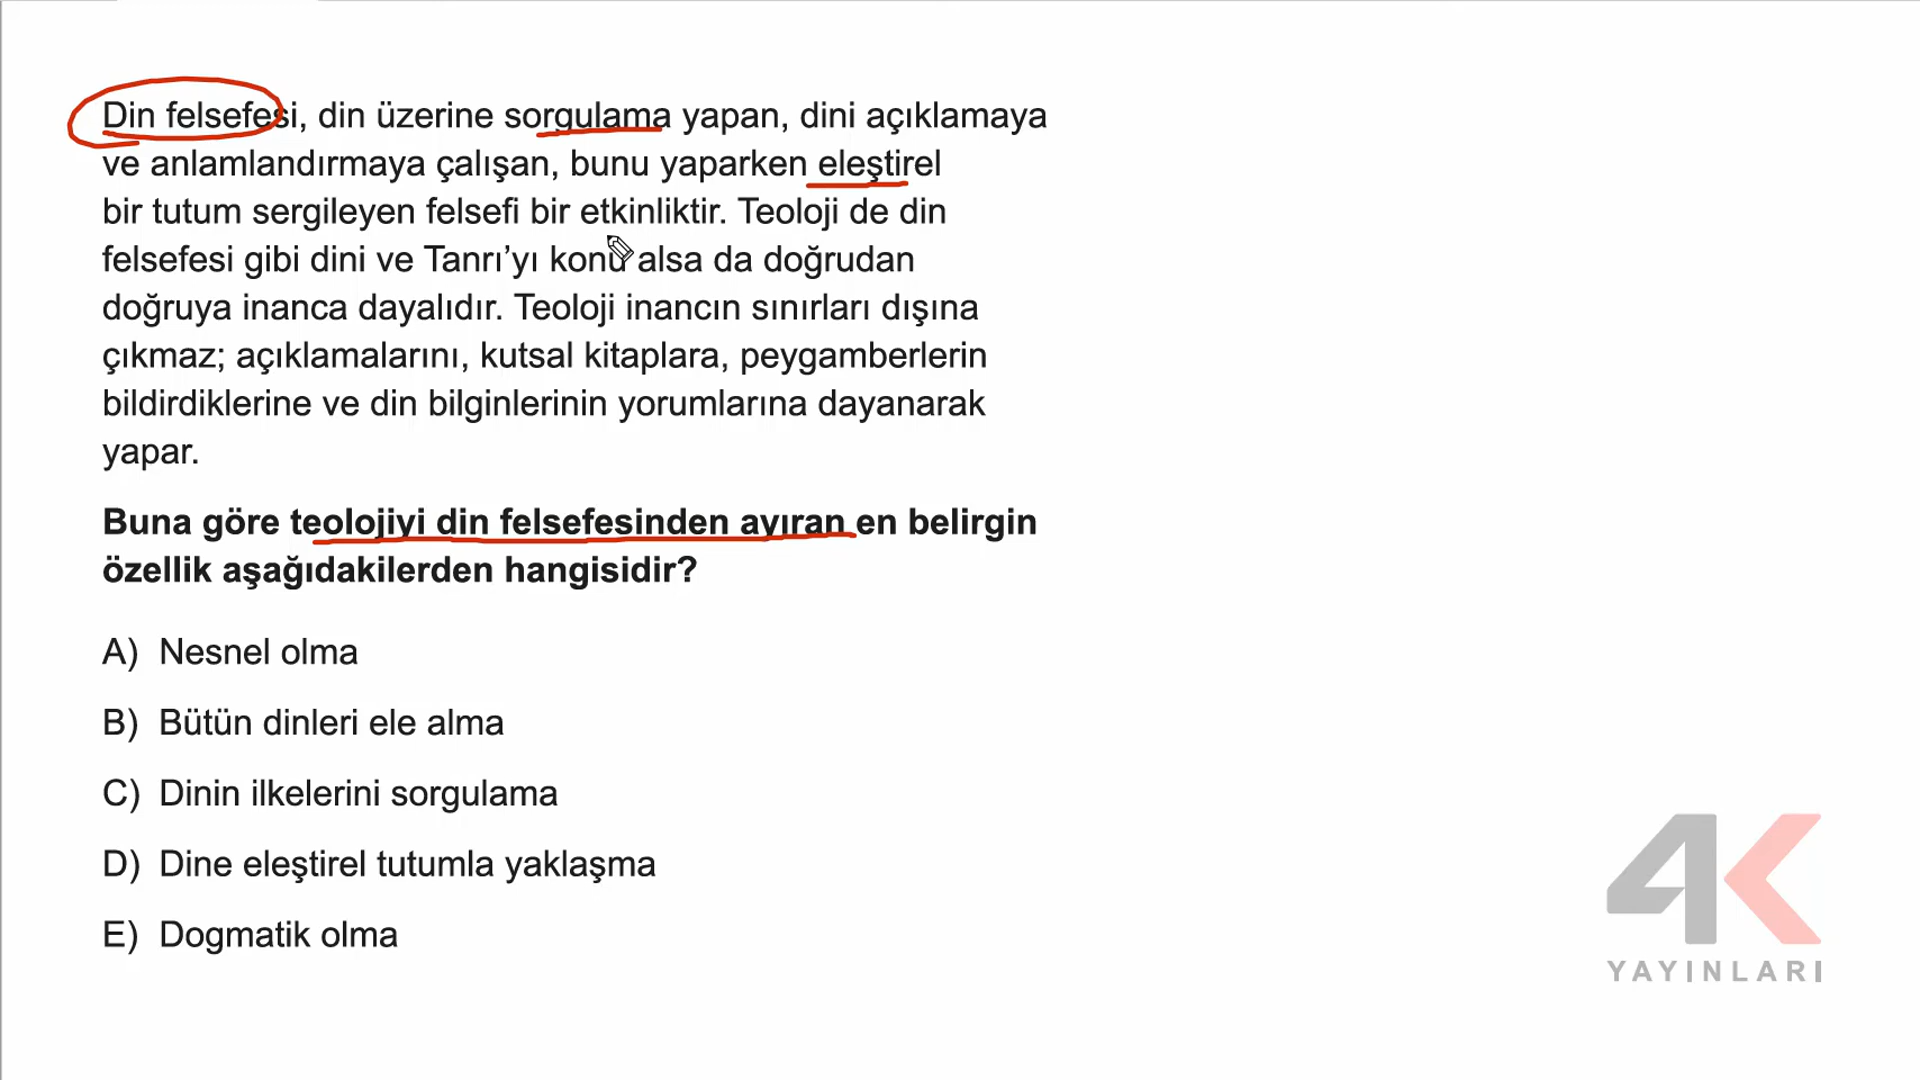 Din felsefesi, din üzerine sorgulama yapan, dini açıklamaya
ve anlamlandırmaya çalışan, bunu yaparken eleştirel
bir tutum sergileyen felsefi bir etkinliktir. Teoloji de din
felsefesi gibi dini ve Tanrı’yı konu alsa da doğrudan
doğruya inanca dayalıdır. Teoloji inancın sınırları dışına
çıkmaz; açıklamalarını, kutsal kitaplara, peygamberlerin
bildirdiklerine ve din bilginlerinin yorumlarına dayanarak
yapar.
Buna göre teolojiyi din felsefesinden ayıran en belirgin
özellik aşağıdakilerden hangisidir?
A) Nesnel olma
B) Bütün dinleri ele alma
C) Dinin ilkelerini sorgulama
D) Dine eleştirel tutumla yaklaşma
E) Dogmatik olma
4K
YAYINLARI